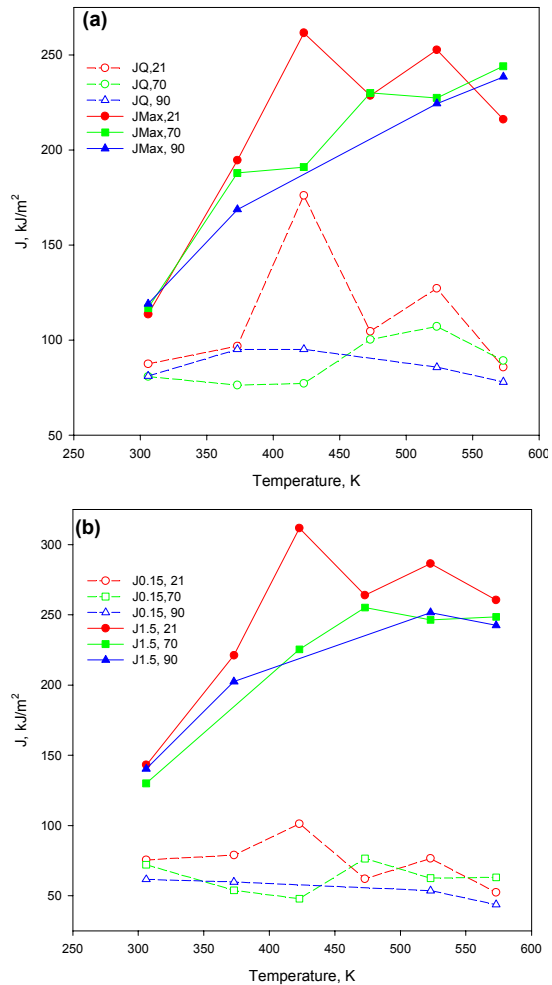 (a)
JQ,21
JQ,70
JQ, 90
JMax,21
JMax,70
JMax, 90
250
200
150
100
50
J, kJ/m²
250 300 350 400 450 500 550 600
Temperature, K
(b)
J0.15, 21
J0.15,70
J0.15, 90
J1.5, 21
J1.5, 70
J1.5, 90
300
250
200
150
100
50
J, kJ/m²
250 300 350 400 450 500 550 600
Temperature, K